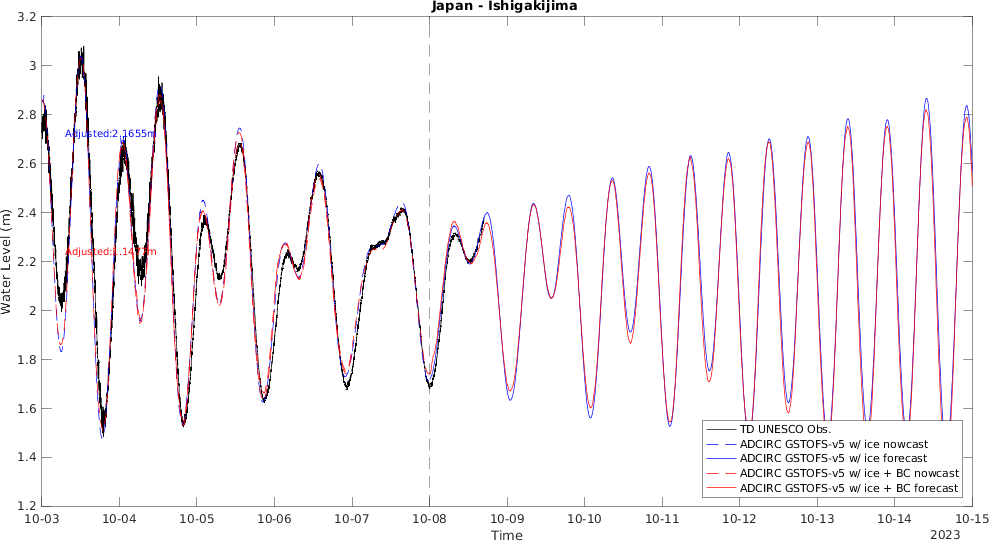 Japan - Ishigakijima
Water Level (m)
3.2
3
2.8
2.6
2.4
2.2
2
1.8
1.6
1.4
1.2
Adjusted:2.1655m
TD UNESCO Obs.
ADCIRC GSTOFS-v5 w/ ice nowcast
ADCIRC GSTOFS-v5 w/ ice forecast
ADCIRC GSTOFS-v5 w/ ice + BC nowcast
ADCIRC GSTOFS-v5 w/ ice + BC forecast
10-03 10-04 10-05 10-06 10-07 10-08 10-09 10-10 10-11 10-12 10-13 10-14 10-15
Time
2023